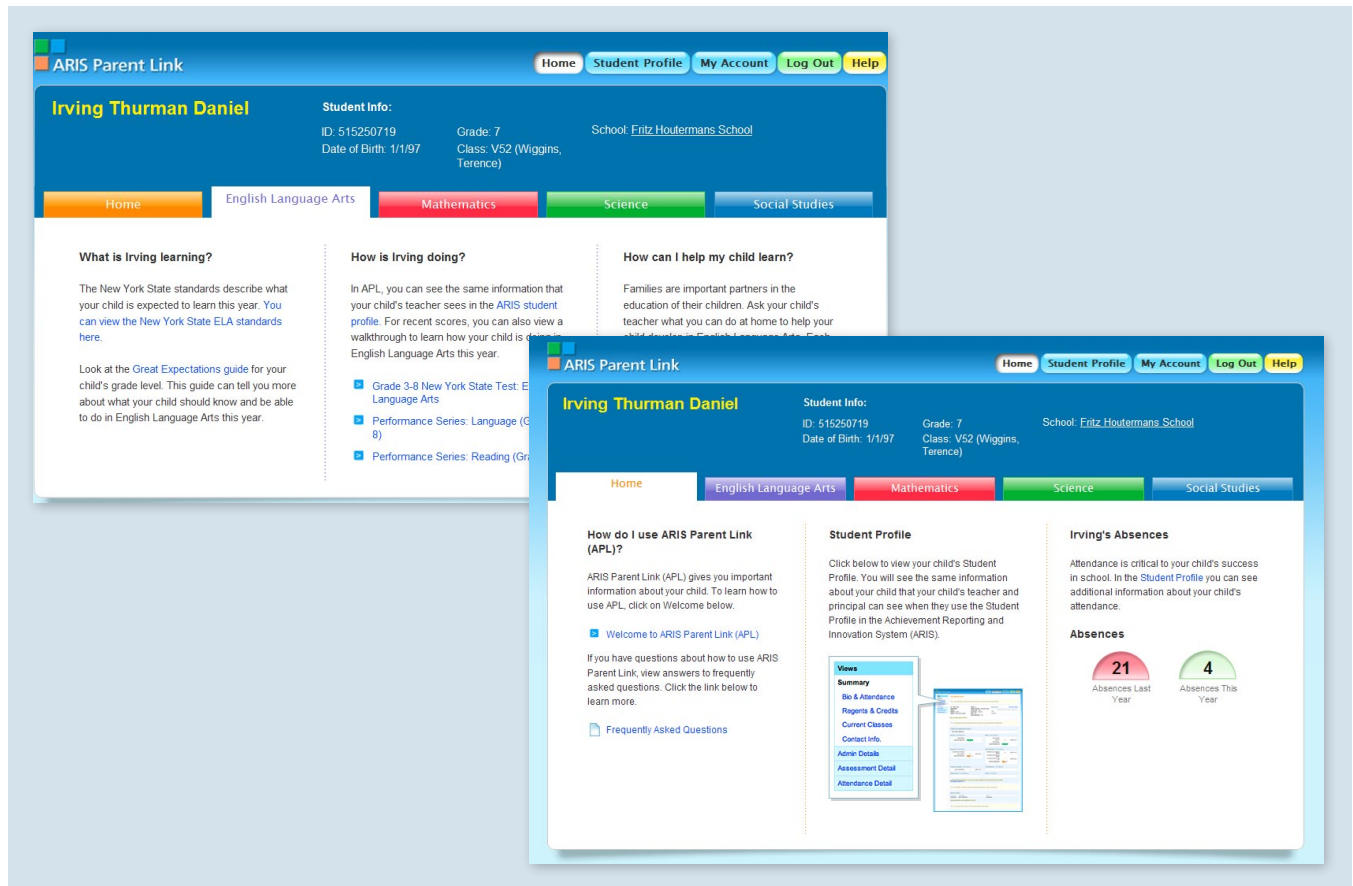 ARIS Parent Link
Home Student Profile My Account Log Out Help
Irving Thurman Daniel
Student Info:
ID: 515250719
Date of Birth: 1/1/97
Grade: 7
Class: V52 (Wiggins,
Terence)
School: Fritz Houtermans School
Home English Language Arts Mathematics Science Social Studies
What is Irving learning?
The New York State standards describe what
your child is expected to learn this year. You
can view the New York State ELA standards
here.
Look at the Great Expectations guide for your
child's grade level. This guide can tell you more
about what your child should know and be able
to do in English Language Arts this year.
How is Irving doing?
In APL, you can see the same information that
your child's teacher sees in the ARIS student
profile. For recent scores, you can also view a
walkthrough to learn how your child is doing in
English Language Arts this year.
Grade 3-8 New York State Test: E
Language Arts
Performance Series: Language (G
8)
Performance Series: Reading (Gra
How can I help my child learn?
Families are important partners in the
education of their children. Ask your child's
teacher what you can do at home to help your
child develop in English Language Arts. Each
ARIS Parent Link
Home Student Profile My Account Log Out Help
Irving Thurman Daniel
Student Info:
ID: 515250719
Date of Birth: 1/1/97
Grade: 7
Class: V52 (Wiggins,
Terence)
School: Fritz Houtermans School
Home English Language Arts Mathematics Science Social Studies
How do I use ARIS Parent Link
(APL)?
ARIS Parent Link (APL) gives you important
information about your child. To learn how to
use APL, click on Welcome below.
Welcome to ARIS Parent Link (APL)
If you have questions about how to use ARIS
Parent Link, view answers to frequently
asked questions. Click the link below to
learn more.
Frequently Asked Questions
Student Profile
Click below to view your child's Student
Profile. You will see the same information
about your child that your child's teacher and
principal can see when they use the Student
Profile in the Achievement Reporting and
Innovation System (ARIS).
Views
Summary
Bio & Attendance
Regents & Credits
Current Classes
Contact Info.
Admin Details
Assessment Detail
Attendance Detail
Irving's Absences
Attendance is critical to your child's success
in school. In the Student Profile you can see
additional information about your child's
attendance.
Absences
21
Absences Last
Year
4
Absences This
Year